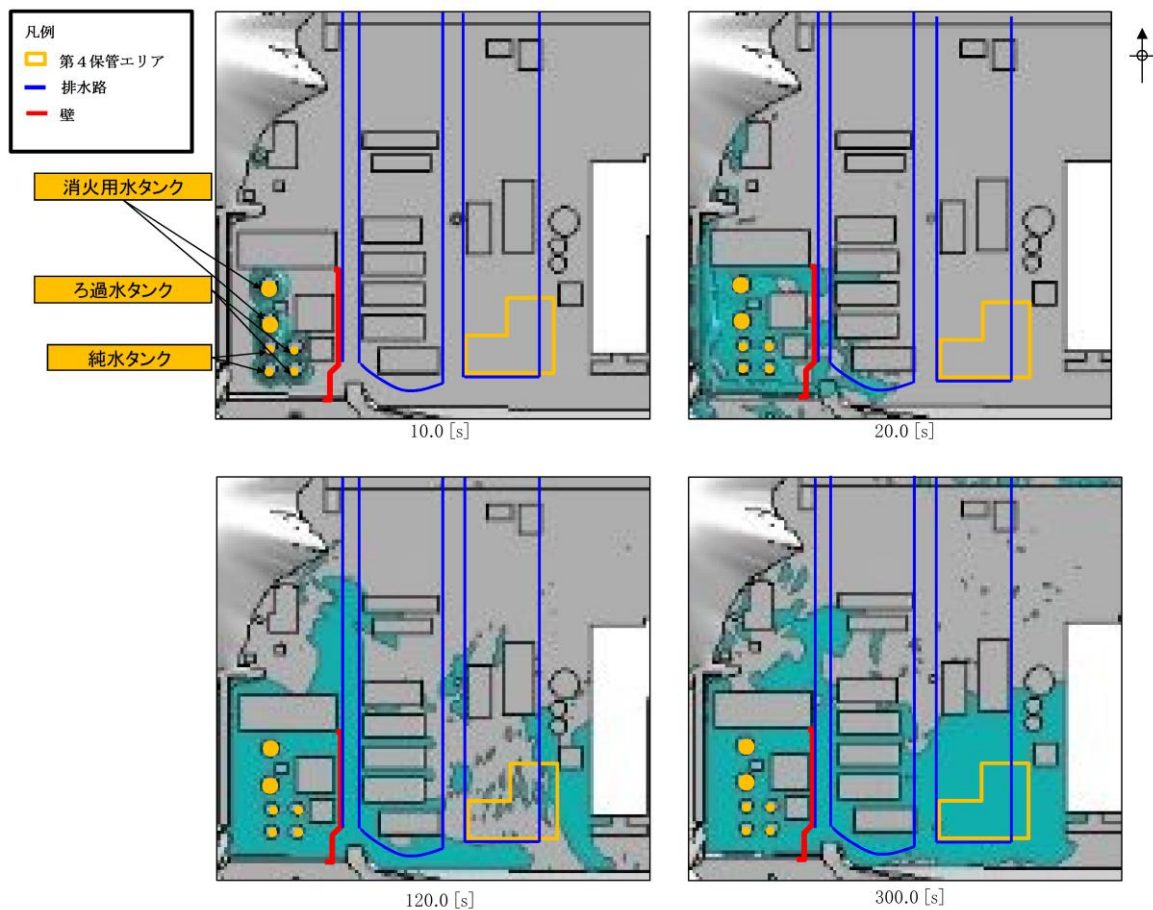 凡例
第４保管エリア
排水路
壁
消火用水タンク
ろ過水タンク
純水タンク
10.0 [s]
20.0 [s]
120.0 [s]
300.0 [s]